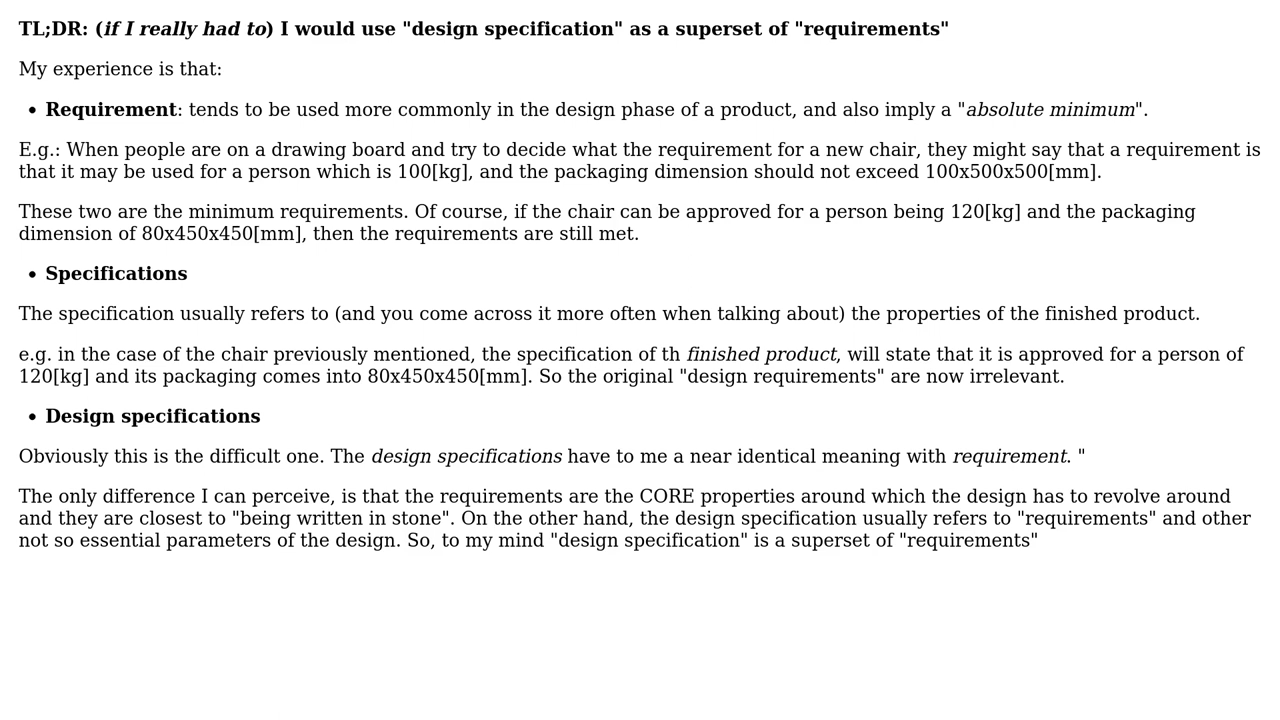 TL;DR: (if I really had to) I would use "design specification" as a superset of "requirements"
My experience is that:
• Requirement: tends to be used more commonly in the design phase of a product, and also imply a "absolute minimum".
E.g.: When people are on a drawing board and try to decide what the requirement for a new chair, they might say that a requirement is
that it may be used for a person which is 100[kg], and the packaging dimension should not exceed 100x500x500[mm].
These two are the minimum requirements. Of course, if the chair can be approved for a person being 120[kg] and the packaging
dimension of 80x450x450[mm], then the requirements are still met.
• Specifications
The specification usually refers to (and you come across it more often when talking about) the properties of the finished product.
e.g. in the case of the chair previously mentioned, the specification of th finished product, will state that it is approved for a person of
120[kg] and its packaging comes into 80x450x450[mm]. So the original "design requirements" are now irrelevant.
• Design specifications
Obviously this is the difficult one. The design specifications have to me a near identical meaning with requirement. "
The only difference I can perceive, is that the requirements are the CORE properties around which the design has to revolve around
and they are closest to "being written in stone". On the other hand, the design specification usually refers to "requirements" and other
not so essential parameters of the design. So, to my mind "design specification" is a superset of "requirements"